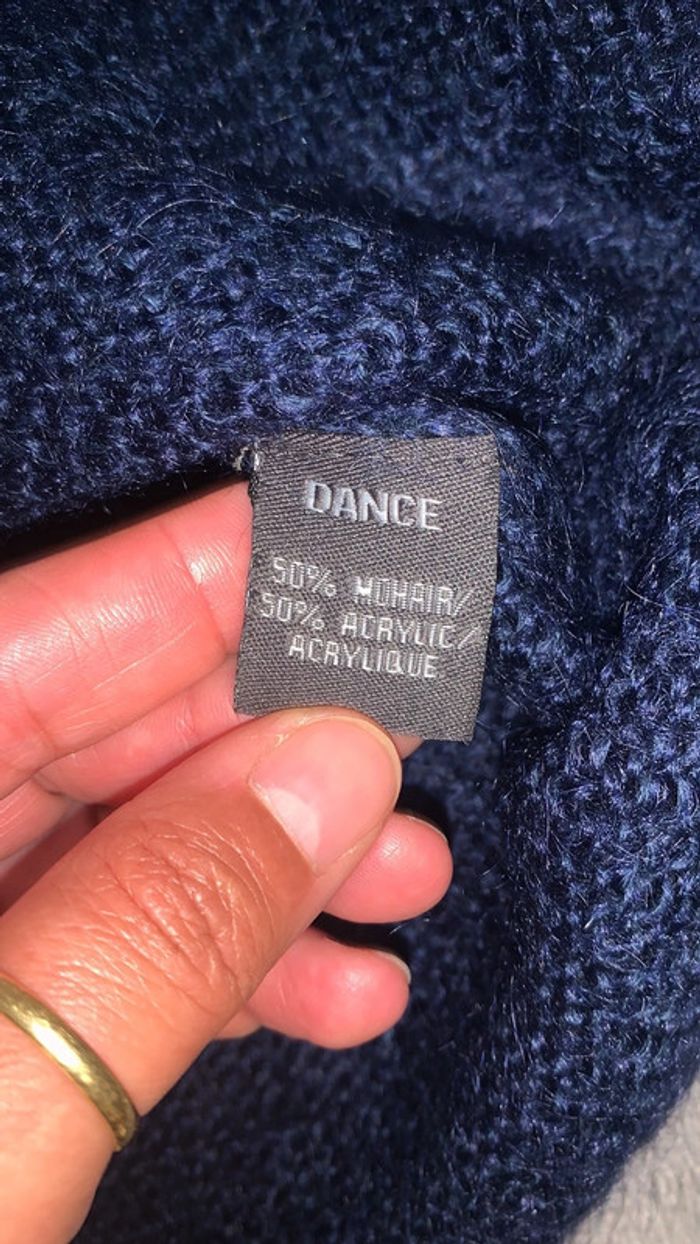 DANCE
50% MOHAIR/
50% ACRYLIC/
ACRYLIQUE